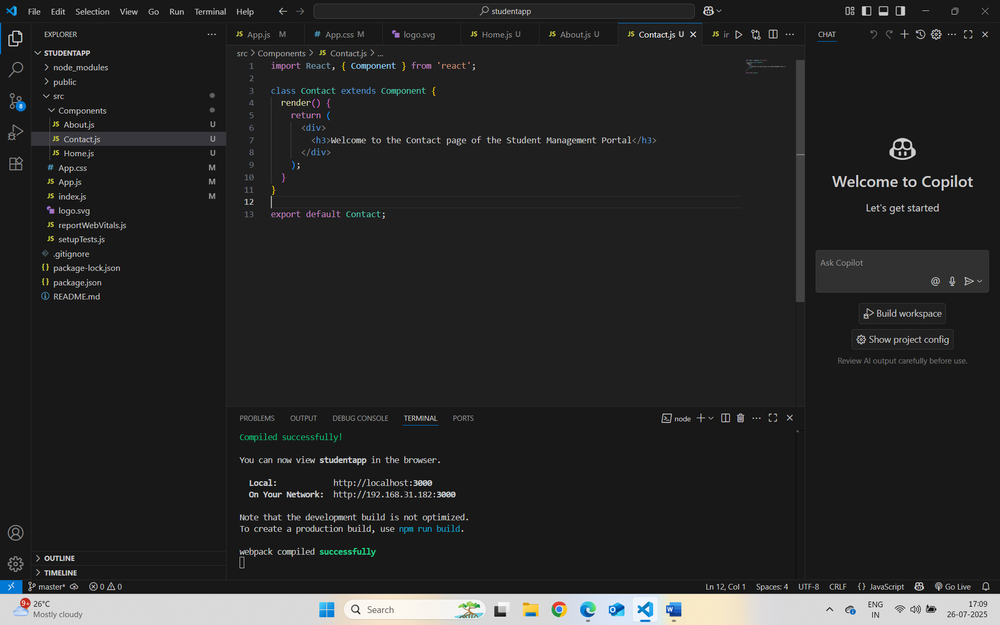 File Edit Selection View Go Run Terminal Help
studentapp
EXPLORER
STUDENTAPP
node_modules
public
src
Components
JS About.js U
JS Contact.js U
JS Home.js U
# App.css M
JS App.js M
JS index.js M
logo.svg
JS reportWebVitals.js
JS setupTests.js
.gitignore
{} package-lock.json
{} package.json
README.md
OUTLINE
TIMELINE
8
JS App.js M
# App.css M
logo.svg
JS Home.js U
JS About.js U
JS Contact.js U
JS ir
src > Components > JS Contact.js > ...
1 import React, { Component } from 'react';
2
3 class Contact extends Component {
4 render() {
5 return (
6 <div>
7 <h3>Welcome to the Contact page of the Student Management Portal</h3>
8 </div>
9 );
10 }
11 }
12
13 export default Contact;
PROBLEMS OUTPUT DEBUG CONSOLE TERMINAL PORTS
node
Compiled successfully!
You can now view studentapp in the browser.
Local: http://localhost:3000
On Your Network: http://192.168.31.182:3000
Note that the development build is not optimized.
To create a production build, use npm run build.
webpack compiled successfully
CHAT
Welcome to Copilot
Let's get started
Ask Copilot
@
Build workspace
Show project config
Review AI output carefully before use.
master* 0 0
Ln 12, Col 1 Spaces: 4 UTF-8 CRLF {} JavaScript Go Live
9+
26°C
Mostly cloudy
Search
ENG
IN
17:09
26-07-2025